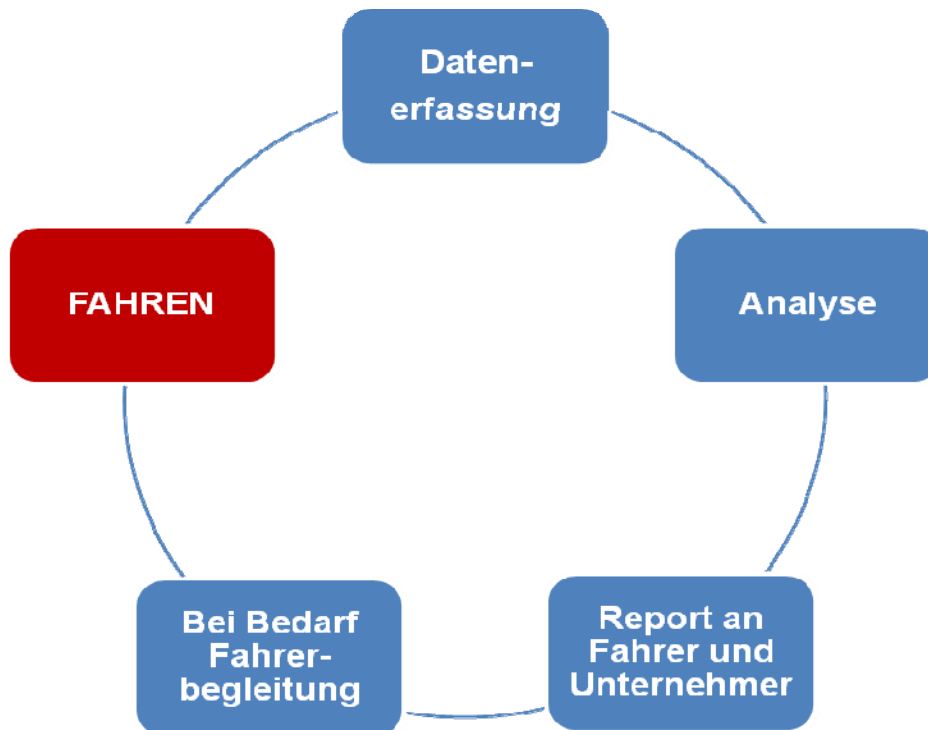 Daten-
erfassung
FAHREN
Analyse
Bei Bedarf
Fahrer-
begleitung
Report an
Fahrer und
Unternehmer